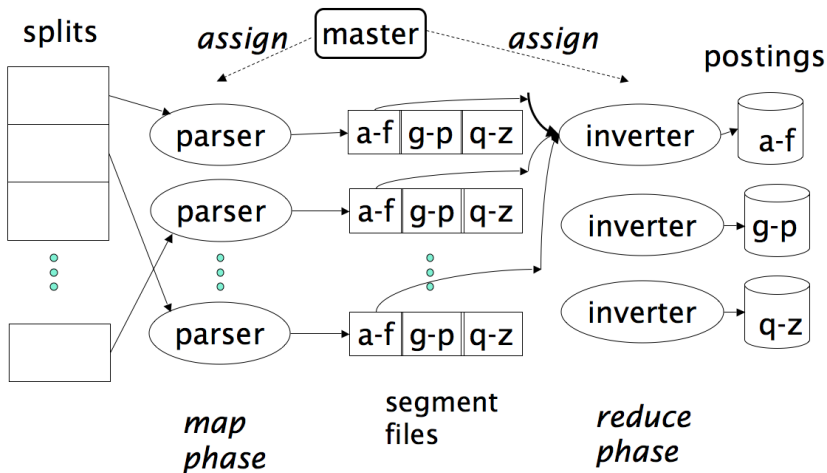 splits
assign
master
assign
postings
parser
a-f g-p q-z
inverter
a-f
parser
a-f g-p q-z
inverter
g-p
parser
a-f g-p q-z
inverter
q-z
map
phase
segment
files
reduce
phase